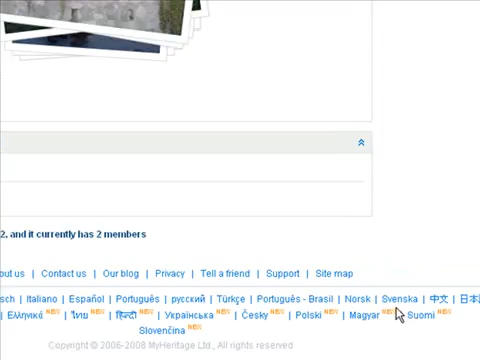 2, and it currently has 2 members
out us | Contact us | Our blog | Privacy | Tell a friend | Support | Site map
sch | Italiano | Español | Português | русский | Türkçe | Português - Brasil | Norsk | Svenska | 中文 | 日本
| Ελληνικά NEW | ไทย NEW | हिन्दी NEW | Українська NEW | Česky NEW | Polski NEW | Magyar NEW | Suomi NEW
Slovenčina NEW
Copyright © 2006-2008 MyHeritage Ltd., All rights reserved